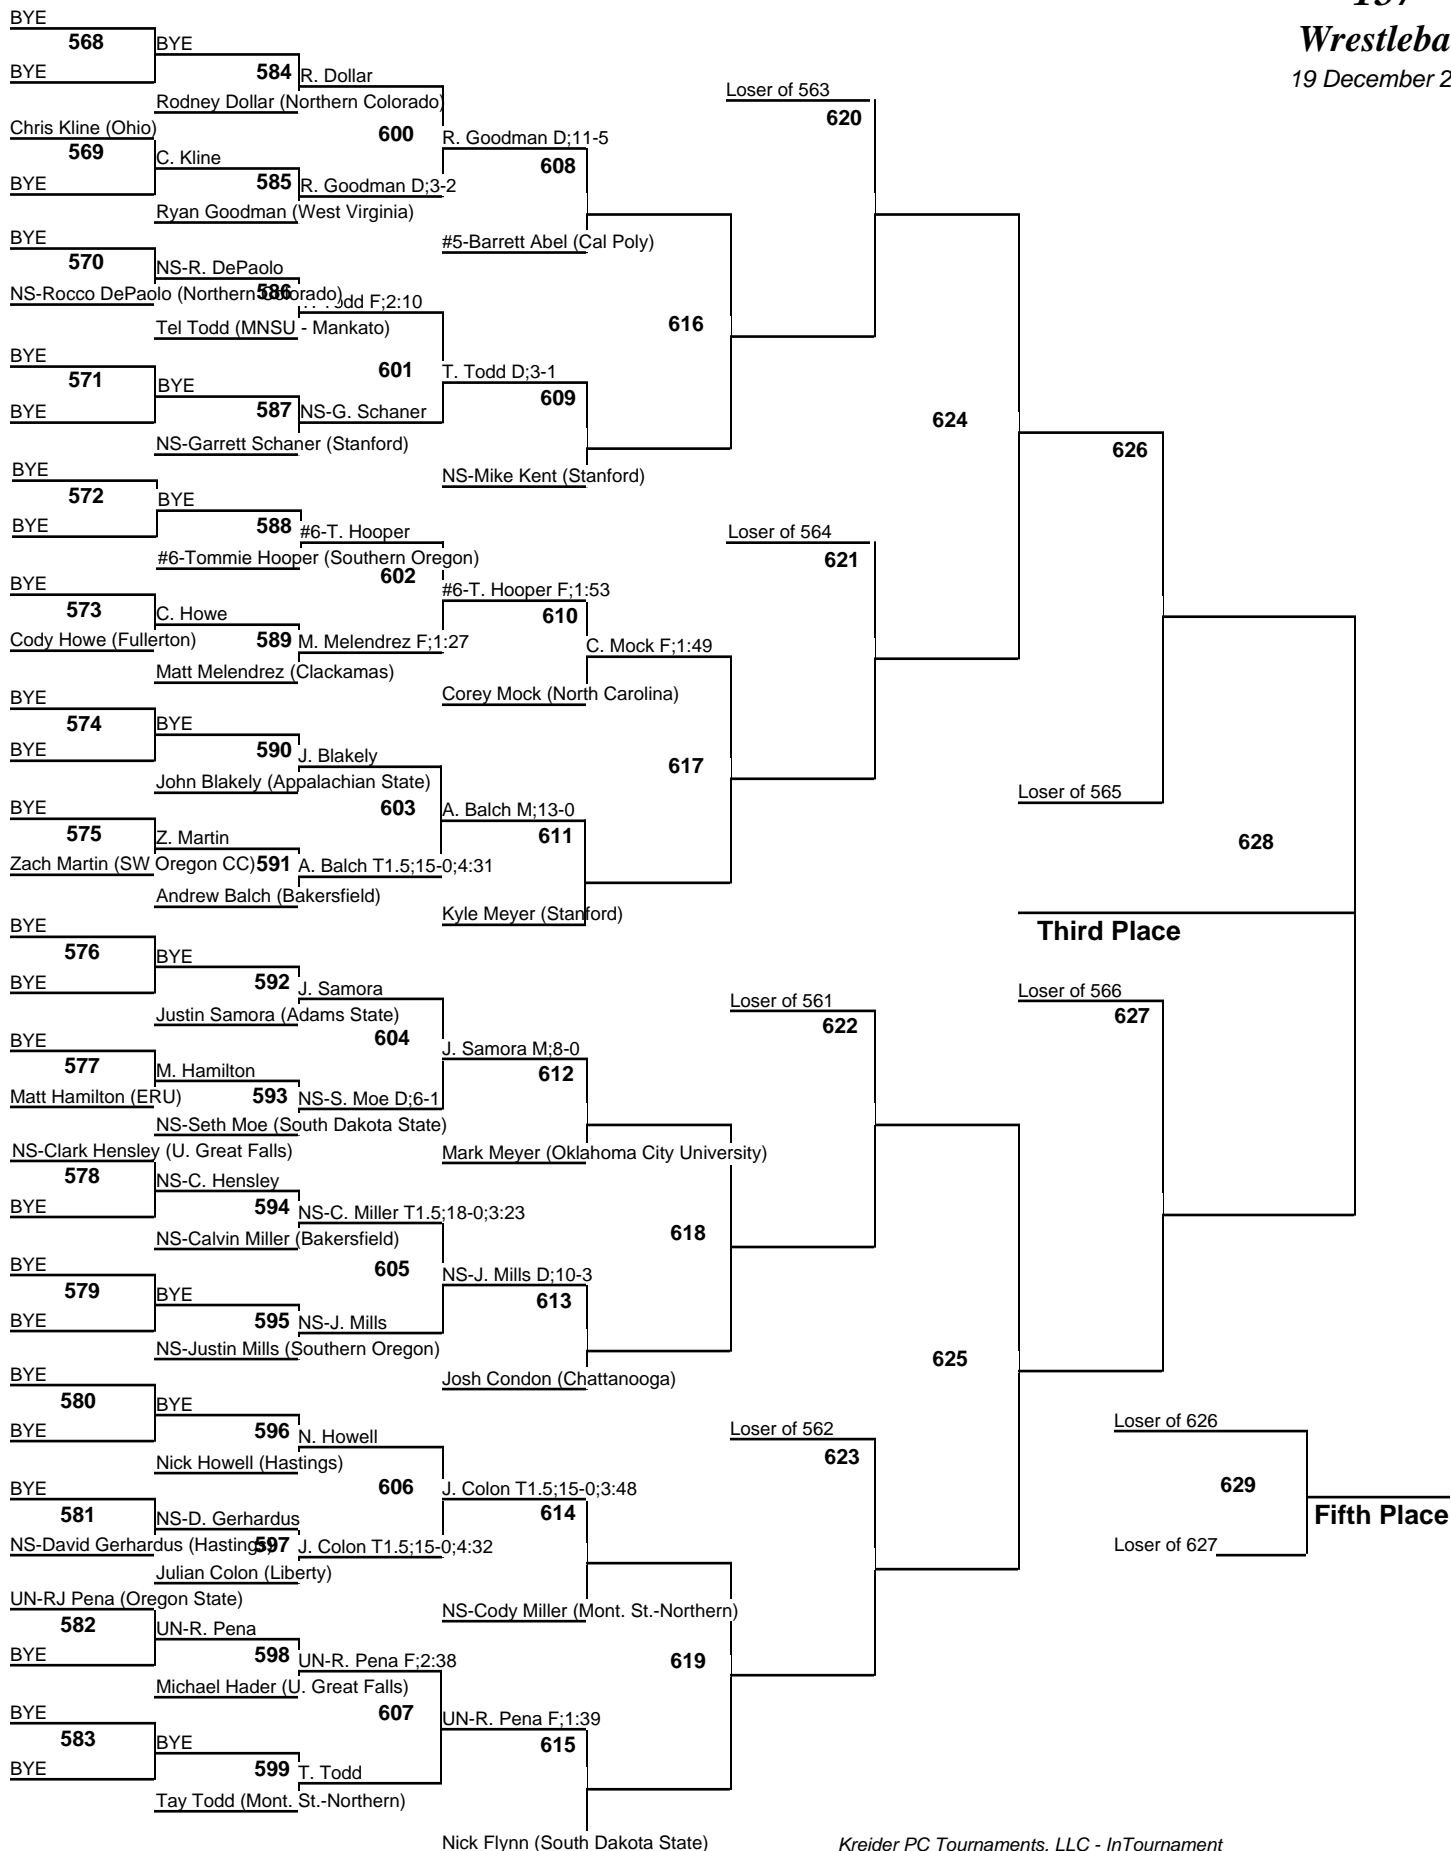 Wrestleba
19 December 2
BYE
568
BYE
BYE
584
R. Dollar
Rodney Dollar (Northern Colorado)
Chris Kline (Ohio)
569
BYE
C. Kline
585
R. Goodman D;3-2
Ryan Goodman (West Virginia)
600
R. Goodman D;11-5
608
#5-Barrett Abel (Cal Poly)
BYE
570
NS-Rocco DePaolo (Northern Colorado)
NS-R. DePaolo
586
dd F;2:10
Tel Todd (MNSU - Mankato)
BYE
571
BYE
BYE
587
NS-G. Schaner
NS-Garrett Schaner (Stanford)
601
T. Todd D;3-1
609
NS-Mike Kent (Stanford)
616
Loser of 563
620
BYE
572
BYE
BYE
588
#6-T. Hooper
#6-Tommie Hooper (Southern Oregon)
602
BYE
573
Cody Howe (Fullerton)
C. Howe
589
M. Melendrez F;1:27
Matt Melendrez (Clackamas)
#6-T. Hooper F;1:53
610
C. Mock F;1:49
Corey Mock (North Carolina)
BYE
574
BYE
BYE
590
J. Blakely
John Blakely (Appalachian State)
603
BYE
575
Zach Martin (SW Oregon CC)
Z. Martin
591
A. Balch T1.5;15-0;4:31
Andrew Balch (Bakersfield)
A. Balch M;13-0
611
Kyle Meyer (Stanford)
617
Loser of 564
621
624
626
Loser of 565
628
Third Place
BYE
576
BYE
BYE
592
J. Samora
Justin Samora (Adams State)
604
BYE
577
Matt Hamilton (ERU)
M. Hamilton
593
NS-S. Moe D;6-1
NS-Seth Moe (South Dakota State)
J. Samora M;8-0
612
Mark Meyer (Oklahoma City University)
NS-Clark Hensley (U. Great Falls)
578
BYE
NS-C. Hensley
594
NS-C. Miller T1.5;18-0;3:23
NS-Calvin Miller (Bakersfield)
605
BYE
579
BYE
BYE
595
NS-J. Mills
NS-Justin Mills (Southern Oregon)
NS-J. Mills D;10-3
613
Josh Condon (Chattanooga)
618
Loser of 561
622
Loser of 566
627
BYE
580
BYE
BYE
596
N. Howell
Nick Howell (Hastings)
606
BYE
581
NS-David Gerhardus (Hastings)
NS-D. Gerhardus
597
J. Colon T1.5;15-0;4:32
Julian Colon (Liberty)
J. Colon T1.5;15-0;3:48
614
NS-Cody Miller (Mont. St.-Northern)
UN-RJ Pena (Oregon State)
582
BYE
UN-R. Pena
598
UN-R. Pena F;2:38
Michael Hader (U. Great Falls)
607
BYE
583
BYE
BYE
599
T. Todd
Tay Todd (Mont. St.-Northern)
UN-R. Pena F;1:39
615
Nick Flynn (South Dakota State)
619
Loser of 562
623
625
Loser of 626
629
Loser of 627
Fifth Place
Kreider PC Tournaments, LLC - InTournament